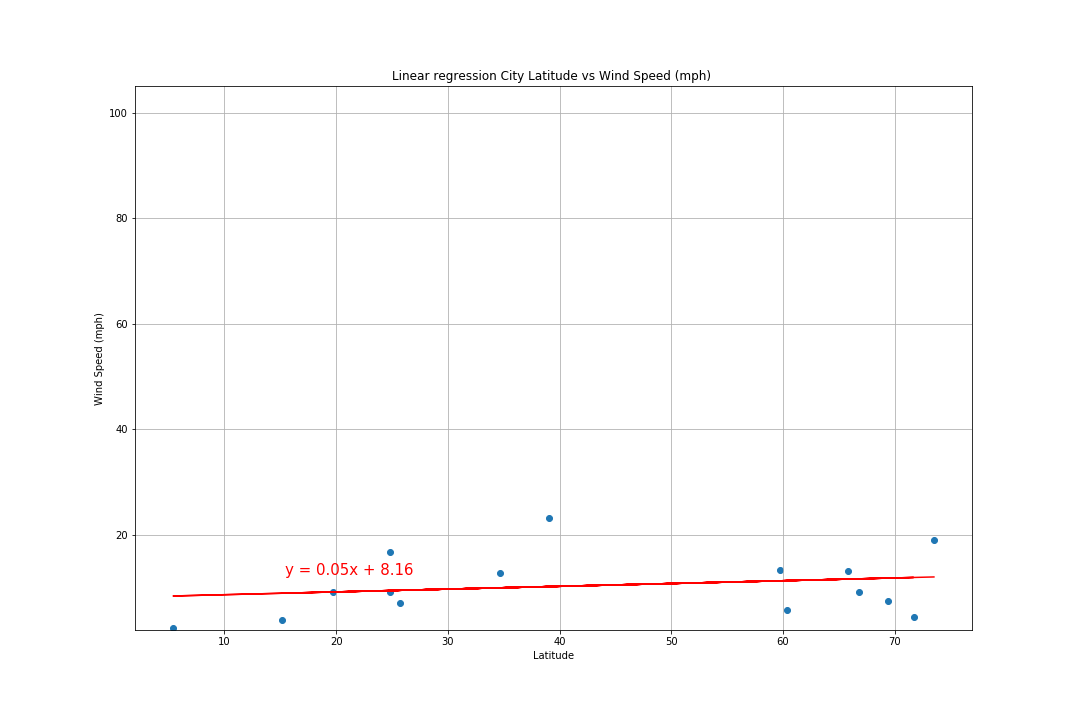 Linear regression City Latitude vs Wind Speed (mph)
100
80
60
40
20
Wind Speed (mph)
y = 0.05x + 8.16
10 20 30 40 50 60 70
Latitude